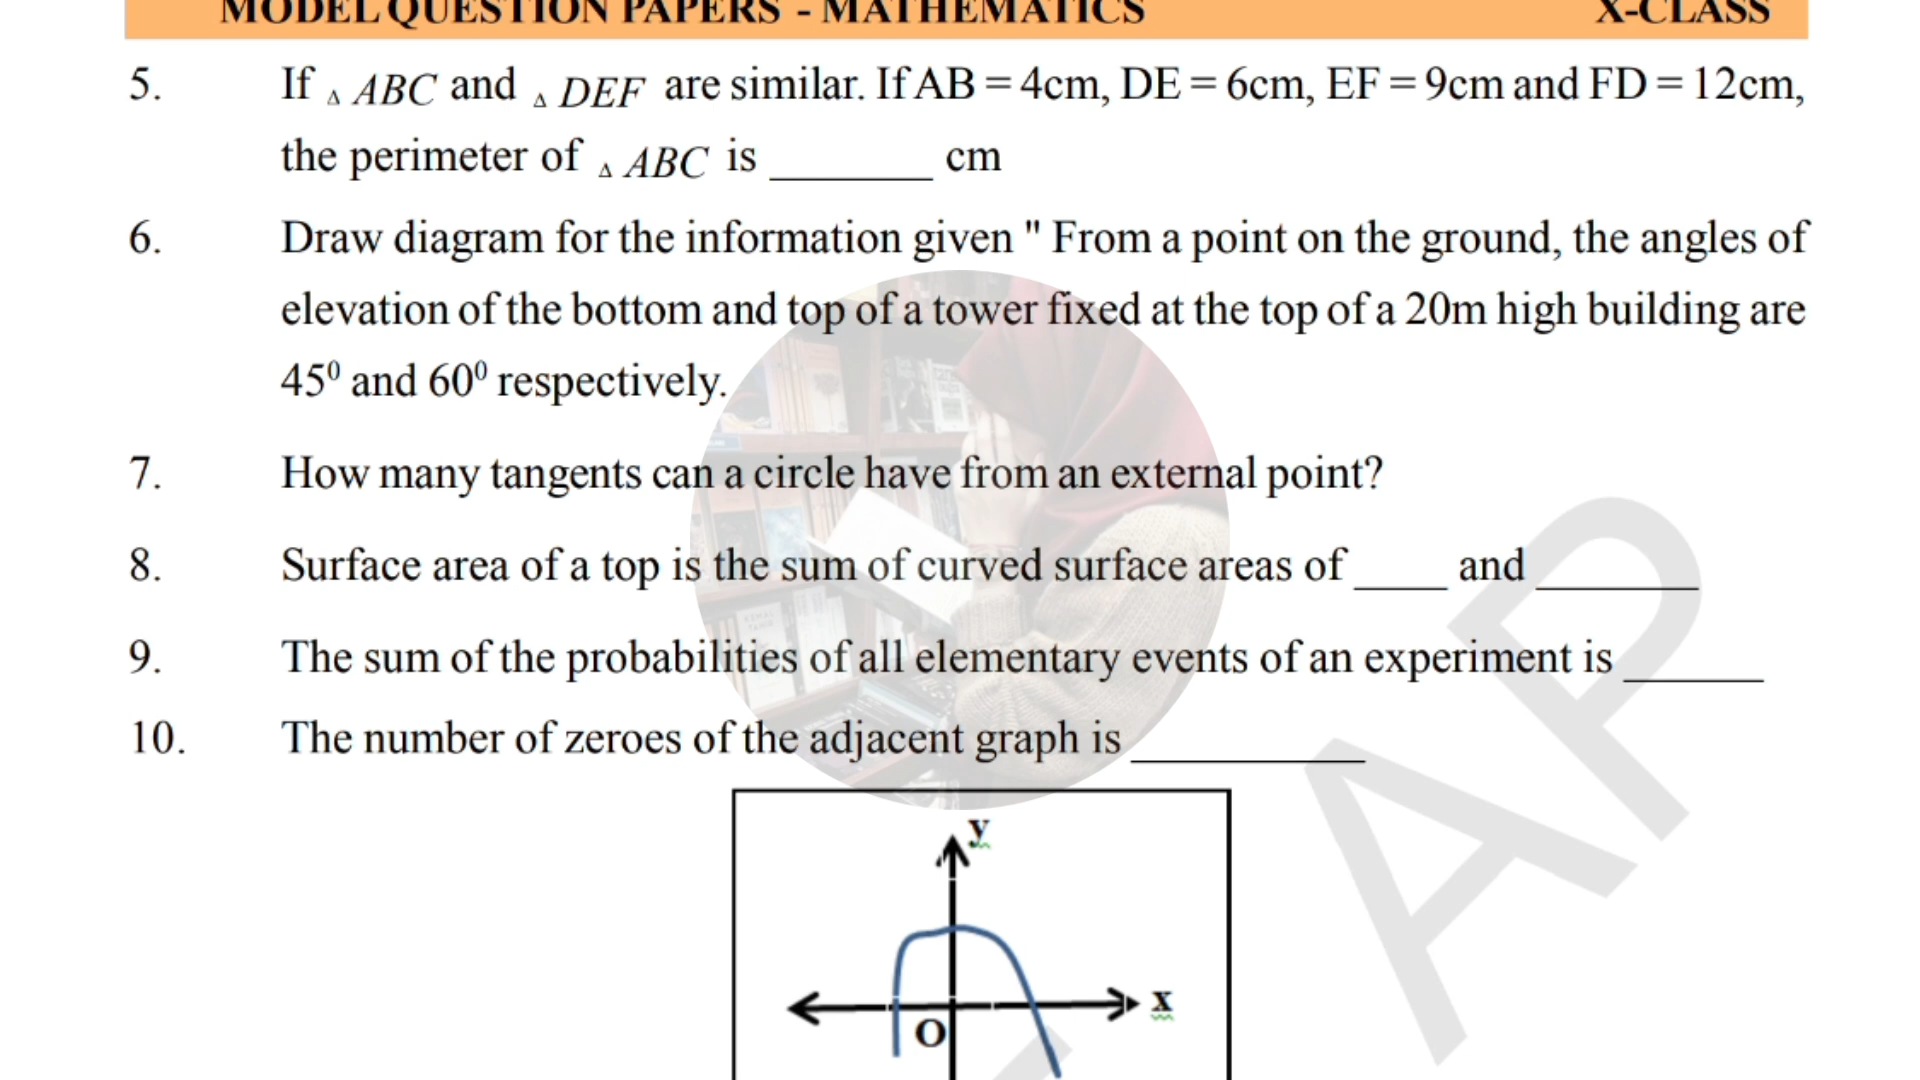 MODEL QUESTION PAPERS - MATHEMATICS X-CLASS
5. If Δ ABC and Δ DEF are similar. If AB = 4cm, DE = 6cm, EF = 9cm and FD = 12cm,
the perimeter of Δ ABC is _______ cm
6. Draw diagram for the information given " From a point on the ground, the angles of
elevation of the bottom and top of a tower fixed at the top of a 20m high building are
45⁰ and 60⁰ respectively.
7. How many tangents can a circle have from an external point?
8. Surface area of a top is the sum of curved surface areas of ____ and _______
9. The sum of the probabilities of all elementary events of an experiment is ______
10. The number of zeroes of the adjacent graph is __________
y
x
O
AP